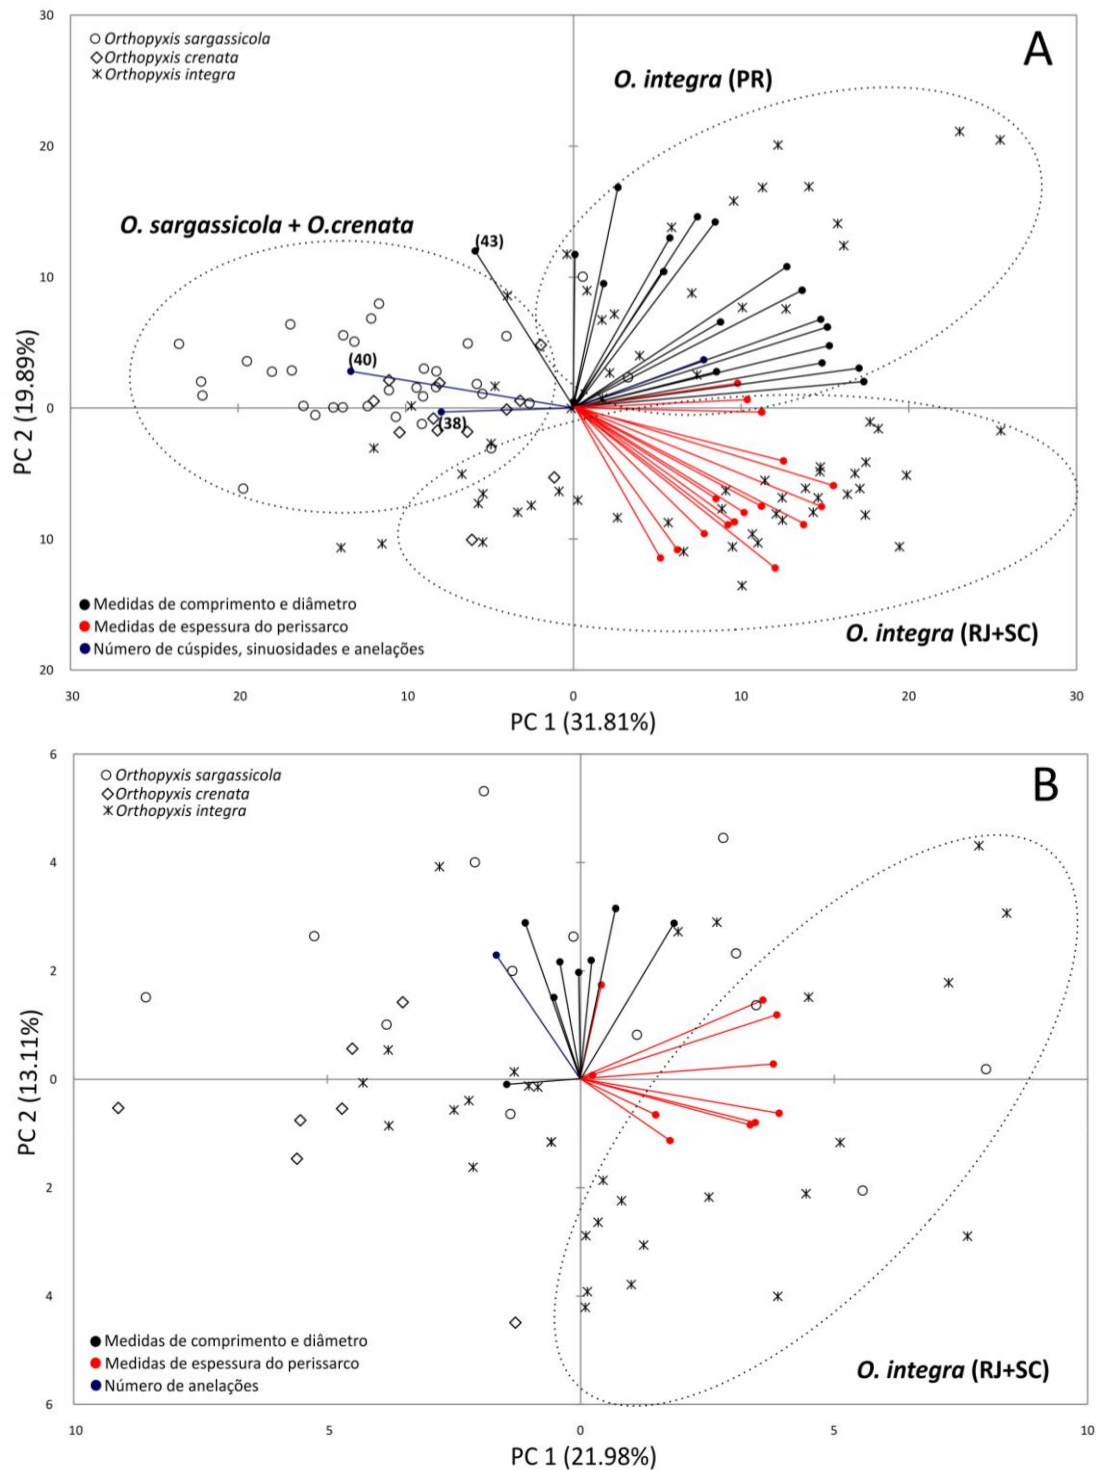 30
A
Orthopyxis sargassicola
Orthopyxis crenata
Orthopyxis integra
O. integra (PR)
20
O. sargassicola + O.crenata
(43)
10
(40)
PC 2 (19.89%)
0
(38)
10
Medidas de comprimento e diâmetro
Medidas de espessura do perissarco
Número de cúspides, sinuosidades e anelações
O. integra (RJ+SC)
20
30 20 10 0 10 20 30
PC 1 (31.81%)
6
B
Orthopyxis sargassicola
Orthopyxis crenata
Orthopyxis integra
4
2
PC 2 (13.11%)
0
2
4
Medidas de comprimento e diâmetro
Medidas de espessura do perissarco
Número de anelações
O. integra (RJ+SC)
6
10 5 0 5 10
PC 1 (21.98%)